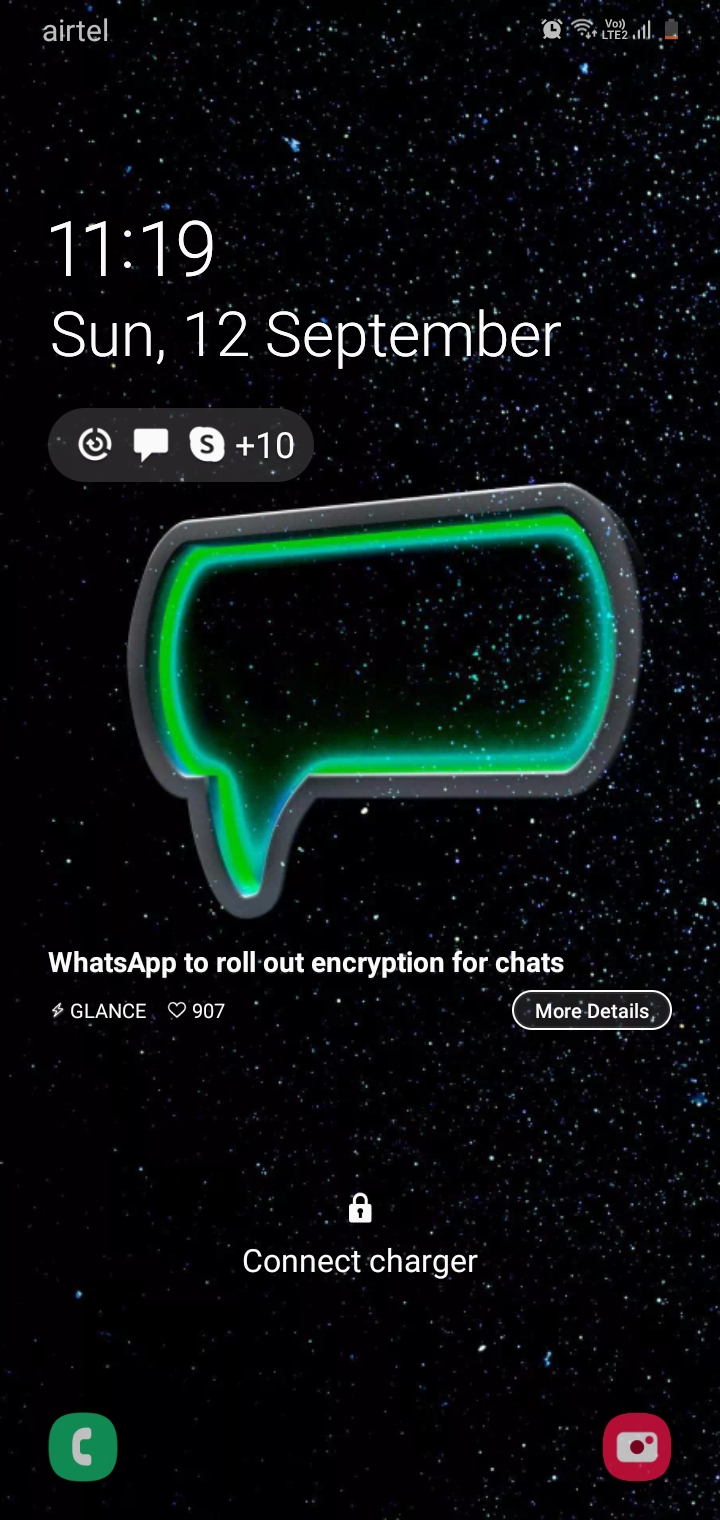 airtel
Vo)) LTE2
11:19
Sun, 12 September
S +10
WhatsApp to roll out encryption for chats
GLANCE 907
More Details
Connect charger